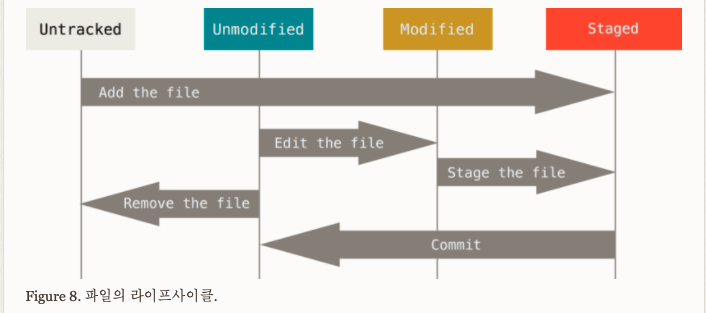 Untracked Unmodified Modified Staged
Add the file
Edit the file
Stage the file
Remove the file
Commit
Figure 8. 파일의 라이프사이클.